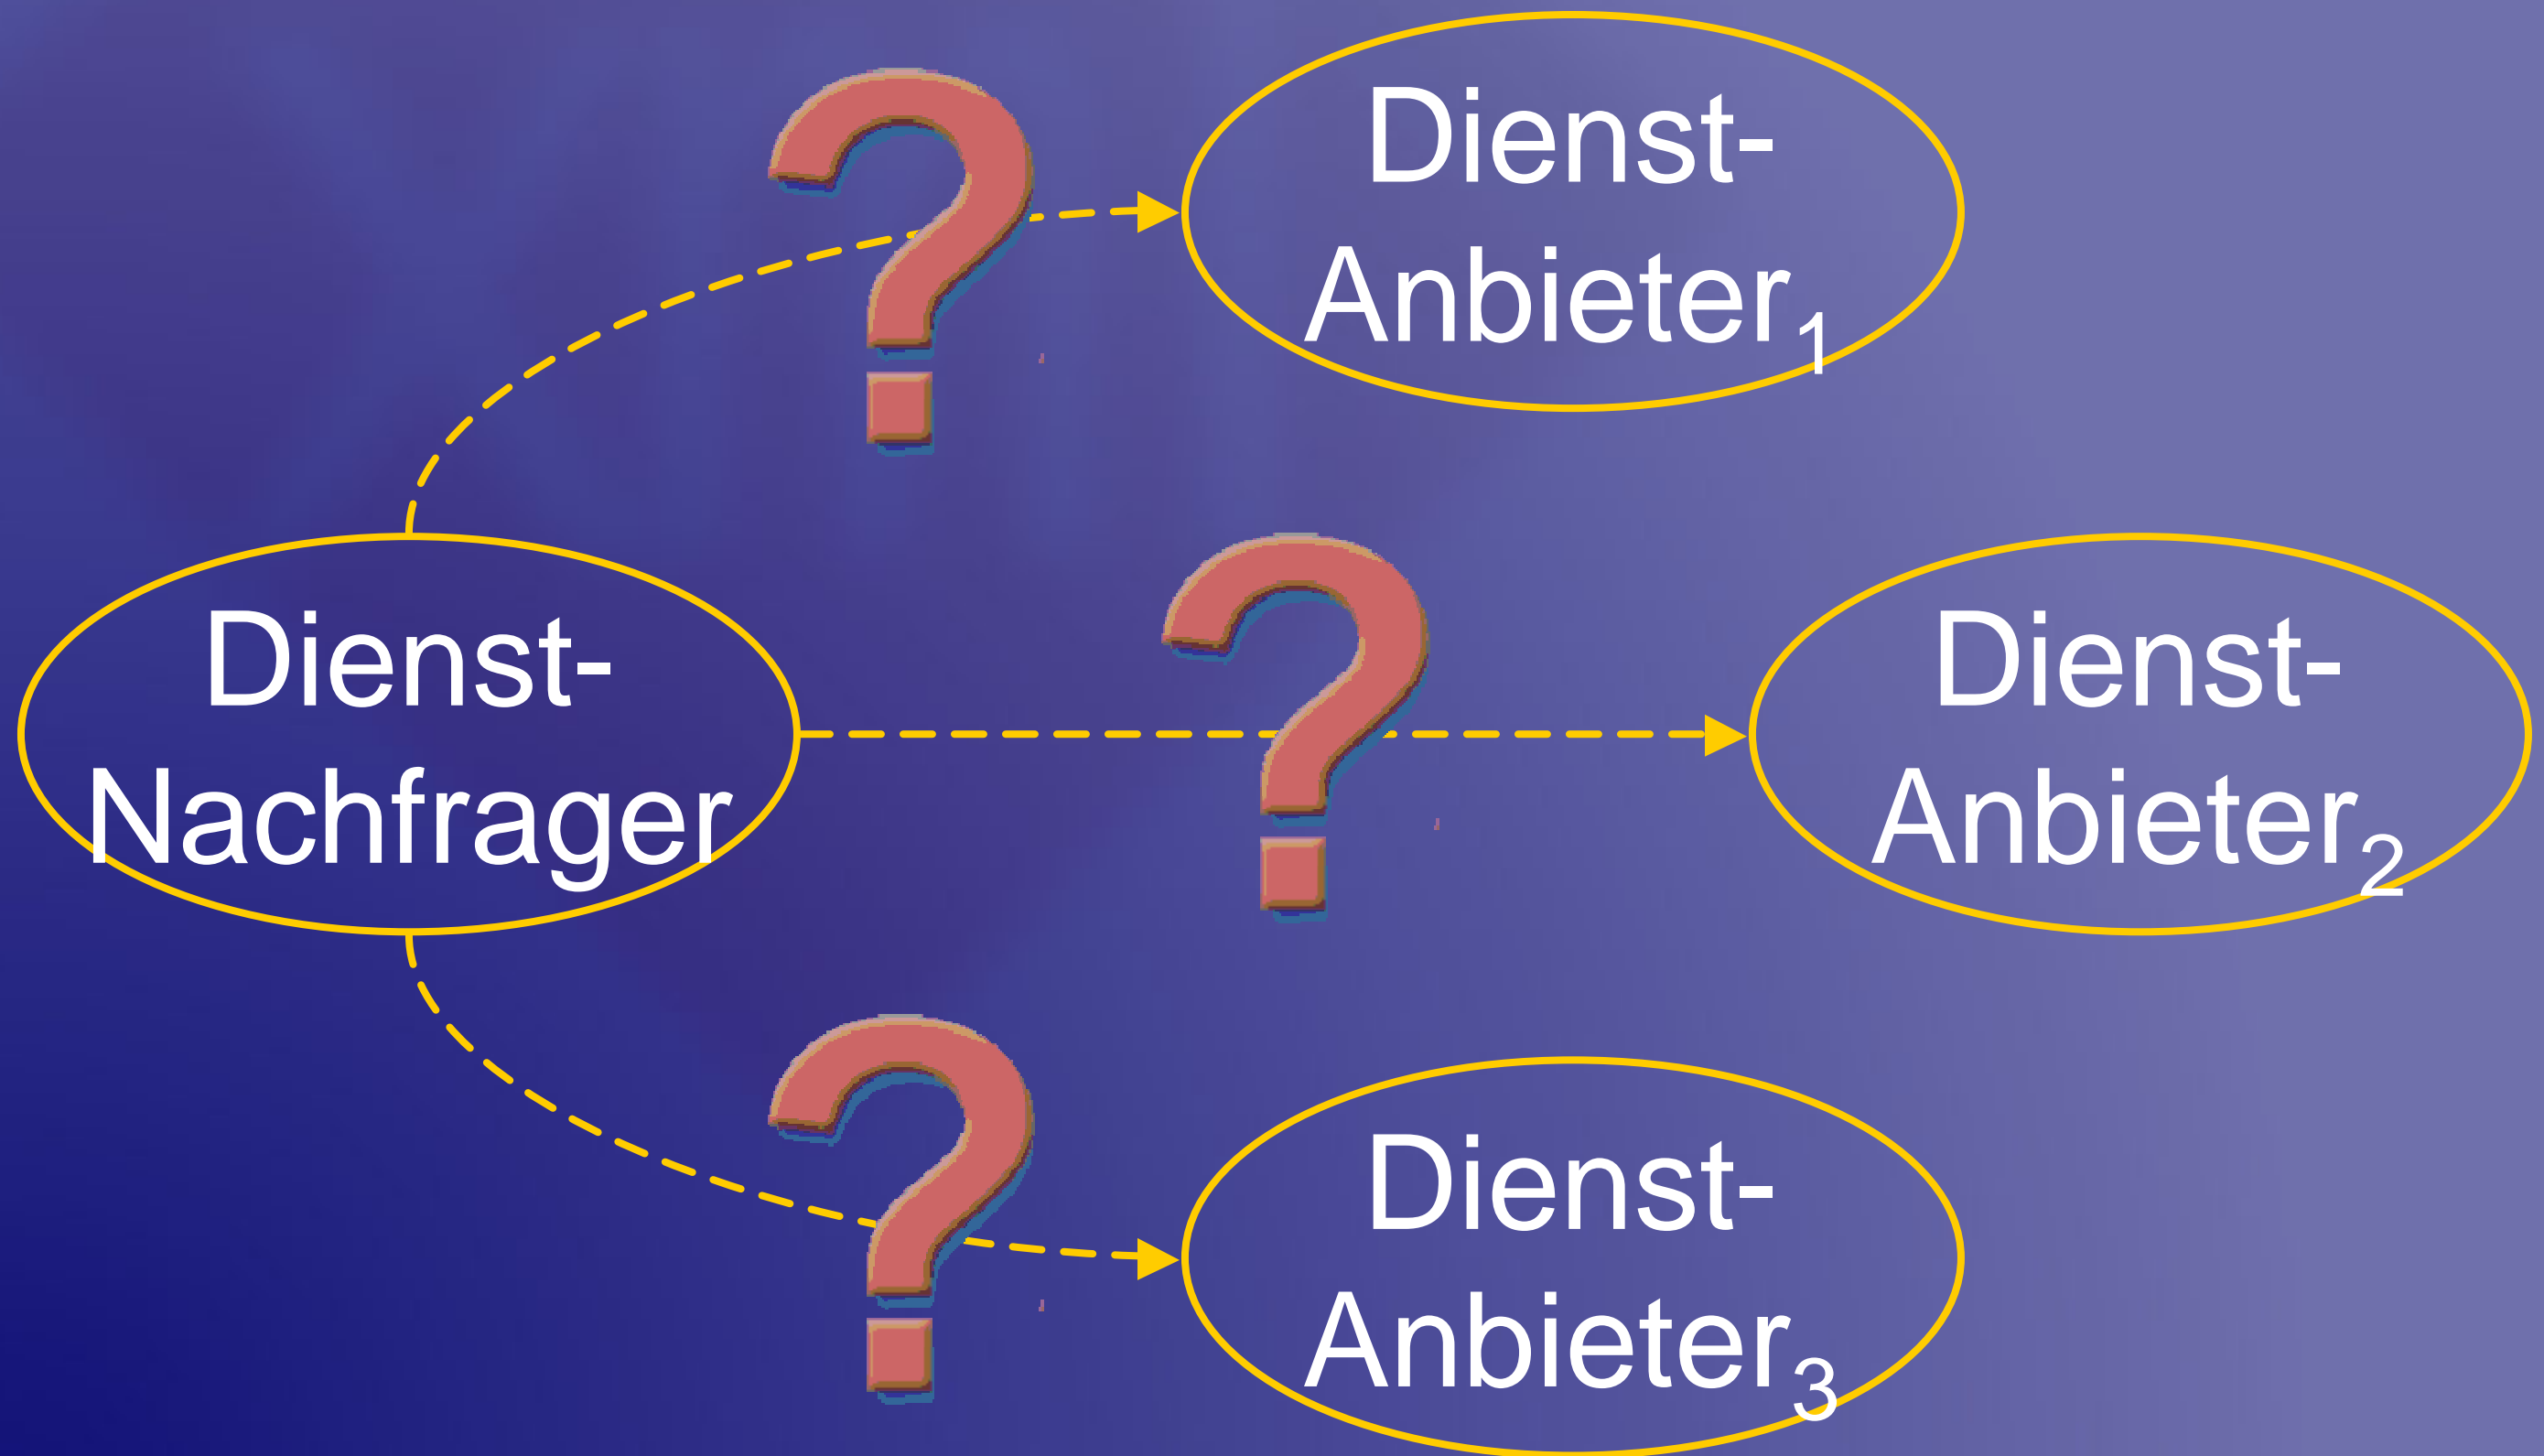 Dienst-
Anbieter₁
Dienst-
Nachfrager
Dienst-
Anbieter₂
Dienst-
Anbieter₃
?
?
?